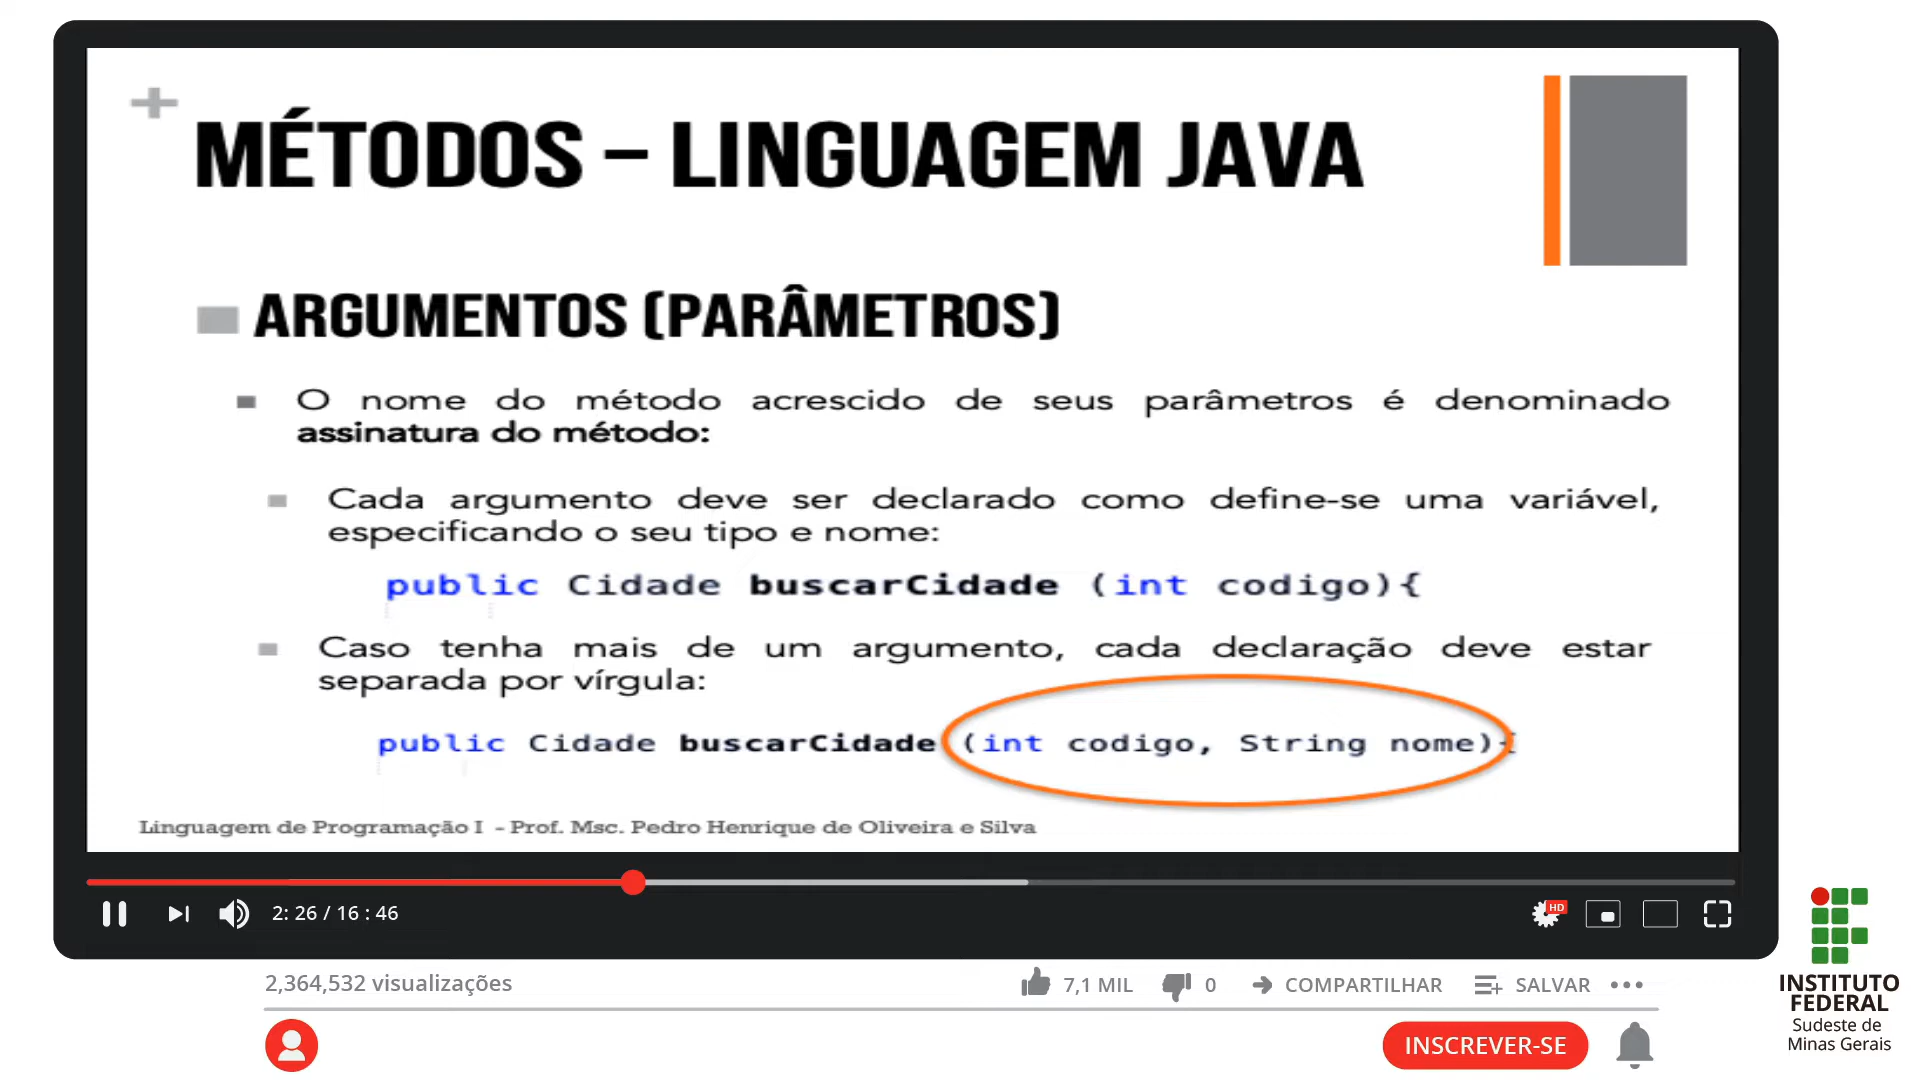 MÉTODOS – LINGUAGEM JAVA
ARGUMENTOS (PARÂMETROS)
O nome do método acrescido de seus parâmetros é denominado
assinatura do método:
Cada argumento deve ser declarado como define-se uma variável,
especificando o seu tipo e nome:
public Cidade buscarCidade (int codigo){
Caso tenha mais de um argumento, cada declaração deve estar
separada por vírgula:
public Cidade buscarCidade (int codigo, String nome){
Linguagem de Programação I - Prof. Msc. Pedro Henrique de Oliveira e Silva
2: 26 / 16 : 46
HD
2,364,532 visualizações
7,1 MIL
0
COMPARTILHAR
SALVAR
INSCREVER-SE
INSTITUTO
FEDERAL
Sudeste de
Minas Gerais